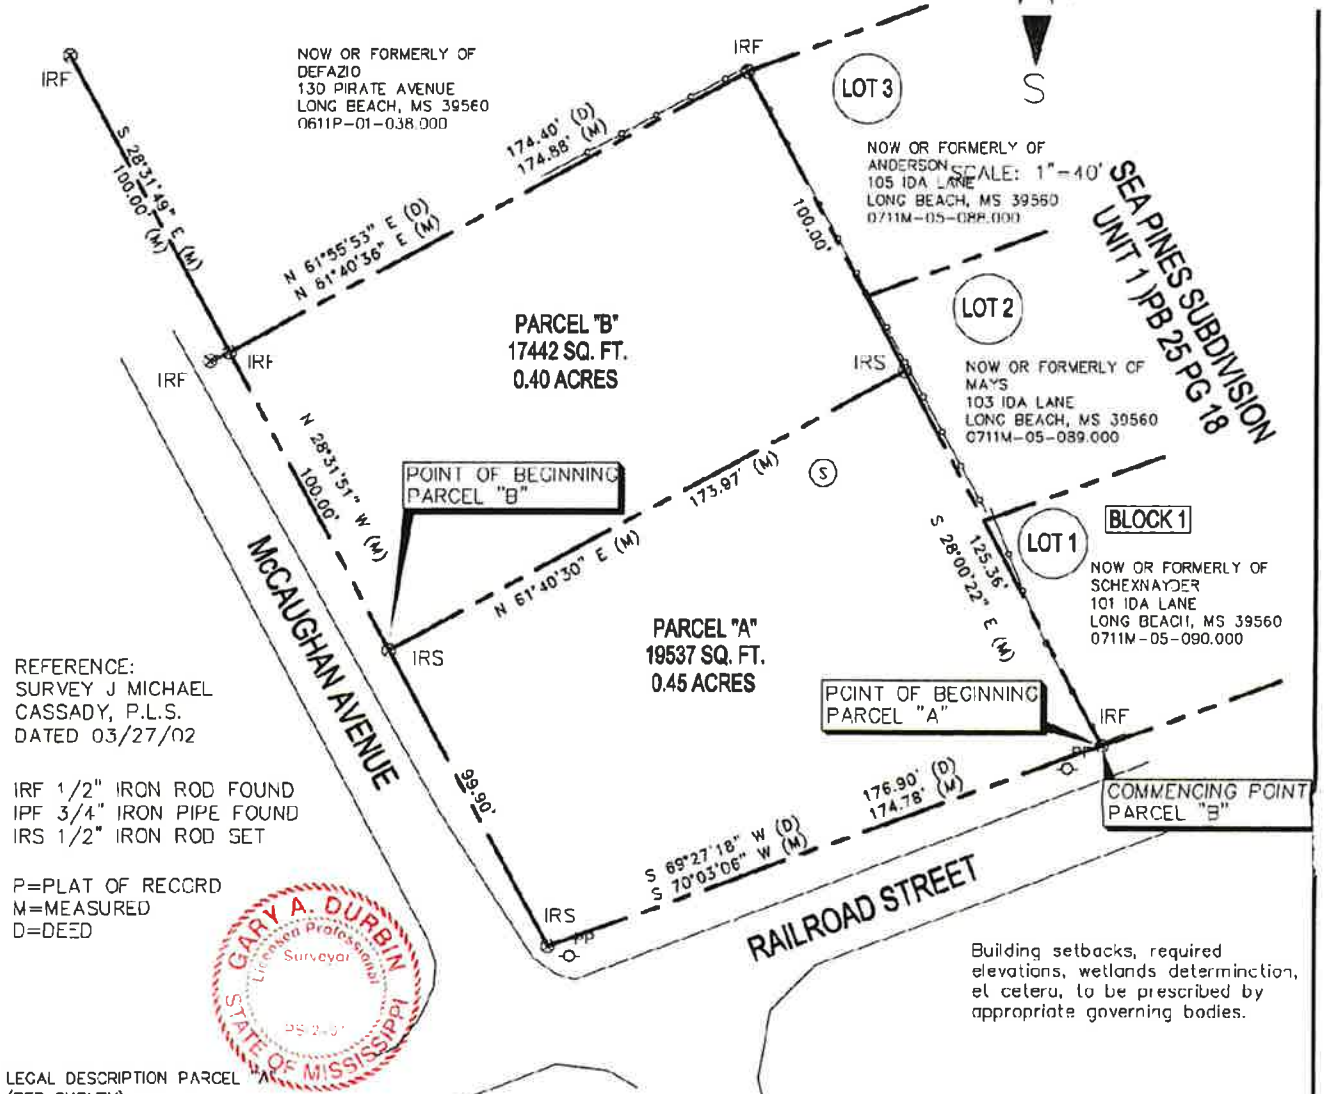 IRF
NOW OR FORMERLY OF
DEFAZIO
130 PIRATE AVENUE
LONG BEACH, MS 39560
0611P-01-038.000
IRF
LOT 3
S
NOW OR FORMERLY OF
ANDERSON
105 IDA LANE
LONG BEACH, MS 39560
0711M-05-088.000
SCALE: 1"=40'
174.40' (D)
174.88' (M)
S 28°31'49" E (M)
100.00' (M)
N 61°55'53" E (D)
N 61°40'36" E (M)
100.00'
SEA PINES SUBDIVISION
UNIT 1 )PB 25 PG 18
LOT 2
PARCEL "B"
17442 SQ. FT.
0.40 ACRES
IRF
IRF
IRS
NOW OR FORMERLY OF
MAYS
103 IDA LANE
LONG BEACH, MS 39560
0711M-05-089.000
N 28°31'51" W (M)
100.00'
POINT OF BEGINNING
PARCEL "B"
173.97' (M)
N 61°40'30" E (M)
S
BLOCK 1
LOT 1
125.36'
S 28°00'22" E (M)
NOW OR FORMERLY OF
SCHEXNAYDER
101 IDA LANE
LONG BEACH, MS 39560
0711M-05-090.000
McCAUGHAN AVENUE
IRS
PARCEL "A"
19537 SQ. FT.
0.45 ACRES
REFERENCE:
SURVEY J MICHAEL
CASSADY, P.L.S.
DATED 03/27/02
POINT OF BEGINNING
PARCEL "A"
IRF
PP
COMMENCING POINT
PARCEL "B"
99.90'
176.90' (D)
174.78' (M)
S 69°27'18" W (D)
S 70°03'06" W (M)
IRF 1/2" IRON ROD FOUND
IPF 3/4" IRON PIPE FOUND
IRS 1/2" IRON ROD SET
P=PLAT OF RECORD
M=MEASURED
D=DEED
IRS
PP
RAILROAD STREET
GARY A. DURBIN
Licensed Professional
Surveyor
STATE OF MISSISSIPPI
Building setbacks, required
elevations, wetlands determination,
et cetera, to be prescribed by
appropriate governing bodies.
LEGAL DESCRIPTION PARCEL "A"